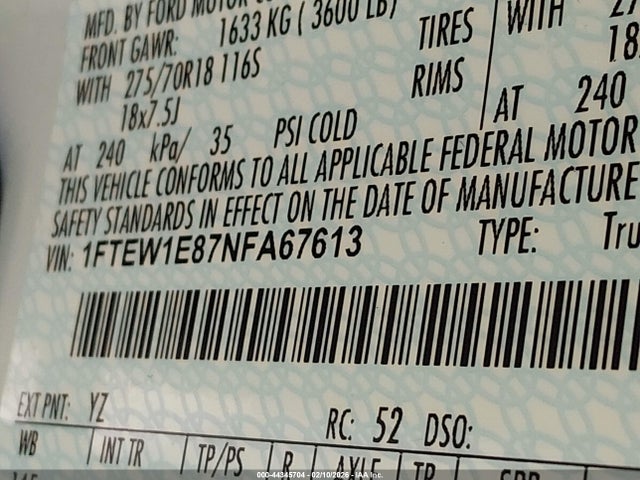 MFD. BY FORD MOTOR
FRONT GAWR: 1633 KG ( 3600 LB)
WITH 275/70R18 116S TIRES WITH
18x7.5J RIMS 18
AT 240 kPa/ 35 PSI COLD AT 240
THIS VEHICLE CONFORMS TO ALL APPLICABLE FEDERAL MOTOR
SAFETY STANDARDS IN EFFECT ON THE DATE OF MANUFACTURE
VIN: 1FTEW1E87NFA67613 TYPE: Tru
EXT PNT: YZ RC: 52 DSO:
WB INT TR TP/PS R AXLE TR SPR
000-44345704 - 02/10/2026 - IAA Inc.